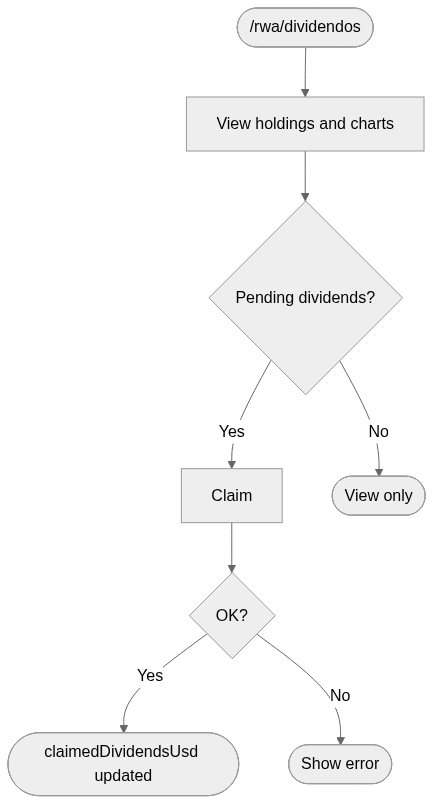 /rwa/dividendos
View holdings and charts
Pending dividends?
Yes
No
Claim
View only
OK?
Yes
No
claimedDividendsUsd
updated
Show error